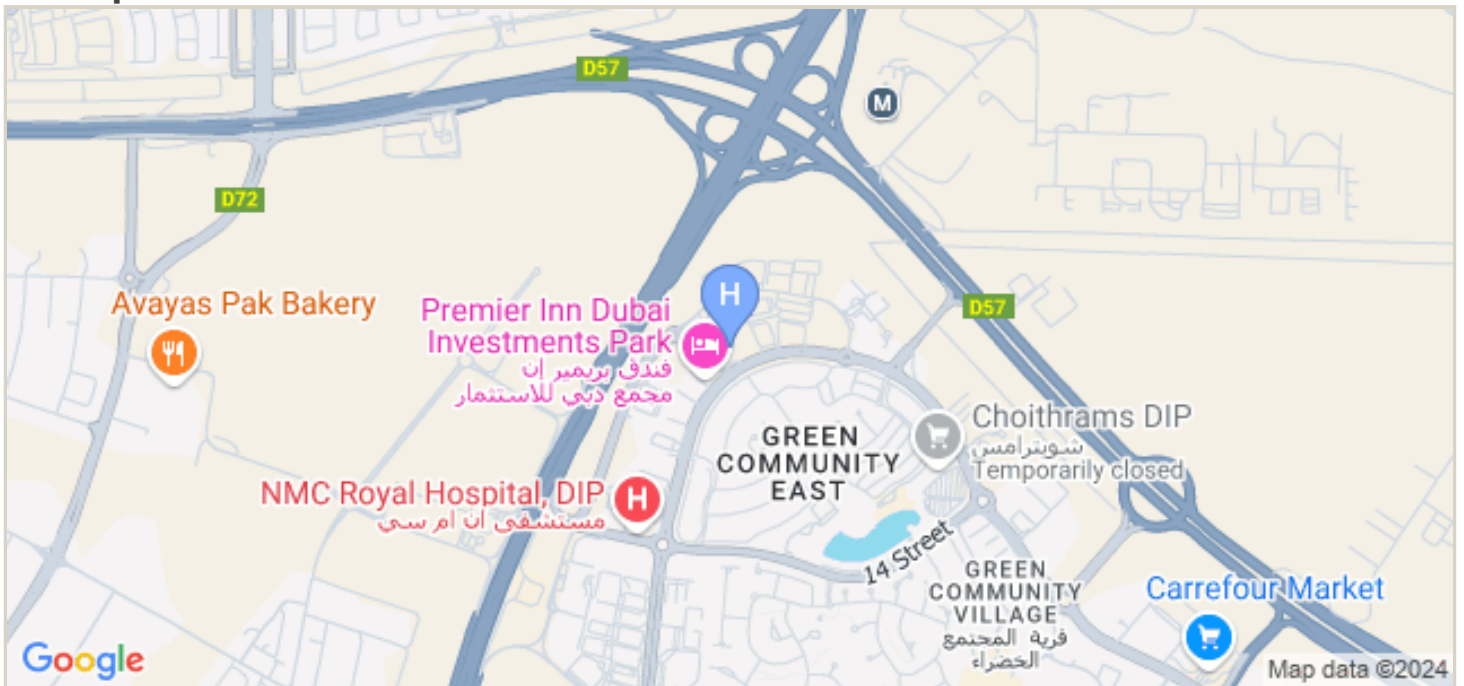 D57
M
D72
Avayas Pak Bakery
Premier Inn Dubai
Investments Park
فندق بريمير إن
مجمع دبي للاستثمار
H
D57
Choithrams DIP
شويترامس
Temporarily closed
GREEN
COMMUNITY
EAST
NMC Royal Hospital, DIP
مستشفى ان ام سي
H
14 Street
GREEN
COMMUNITY
VILLAGE
قرية المجتمع
الخضراء
Carrefour Market
Google
Map data ©2024